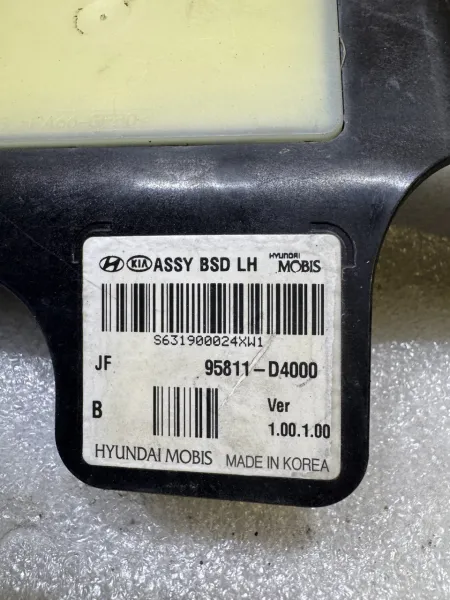 KIA ASSY BSD LH HYUNDAI MOBIS
S631900024XW1
JF 95811-D4000
B Ver
1.00.1.00
HYUNDAI MOBIS MADE IN KOREA